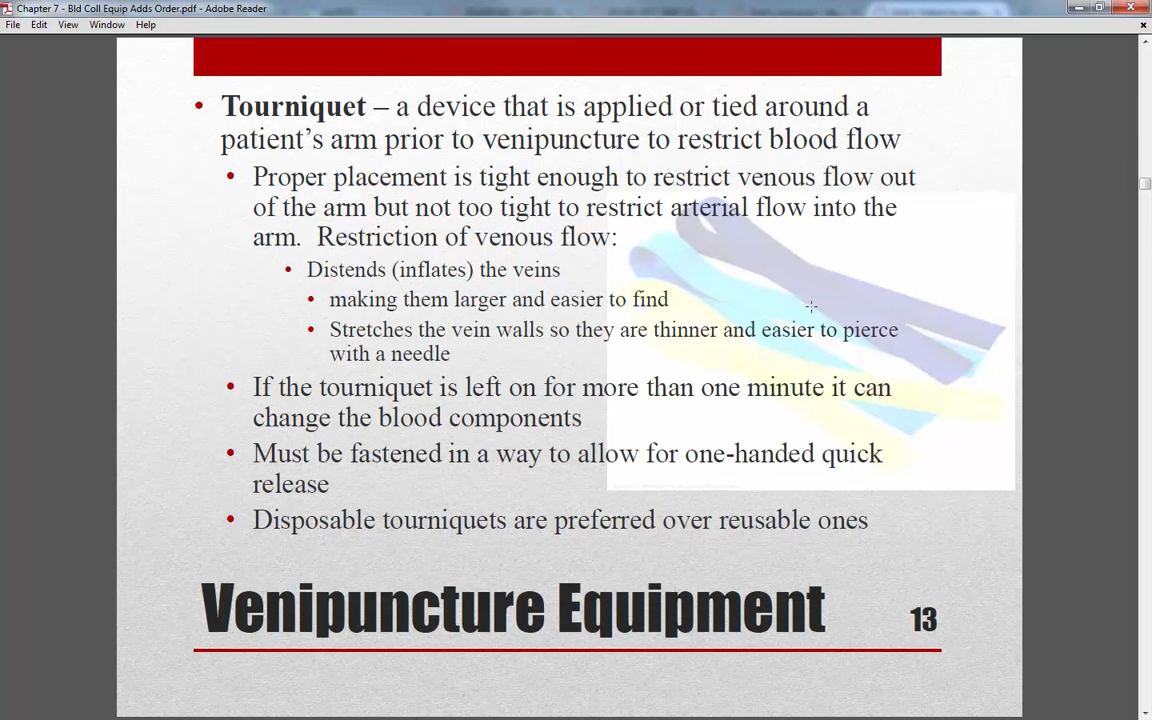 Chapter 7 - Bld Coll Equip Adds Order.pdf - Adobe Reader
File Edit View Window Help
• Tourniquet – a device that is applied or tied around a
patient's arm prior to venipuncture to restrict blood flow
• Proper placement is tight enough to restrict venous flow out
of the arm but not too tight to restrict arterial flow into the
arm. Restriction of venous flow:
• Distends (inflates) the veins
• making them larger and easier to find
• Stretches the vein walls so they are thinner and easier to pierce
with a needle
• If the tourniquet is left on for more than one minute it can
change the blood components
• Must be fastened in a way to allow for one-handed quick
release
• Disposable tourniquets are preferred over reusable ones
Venipuncture Equipment 13